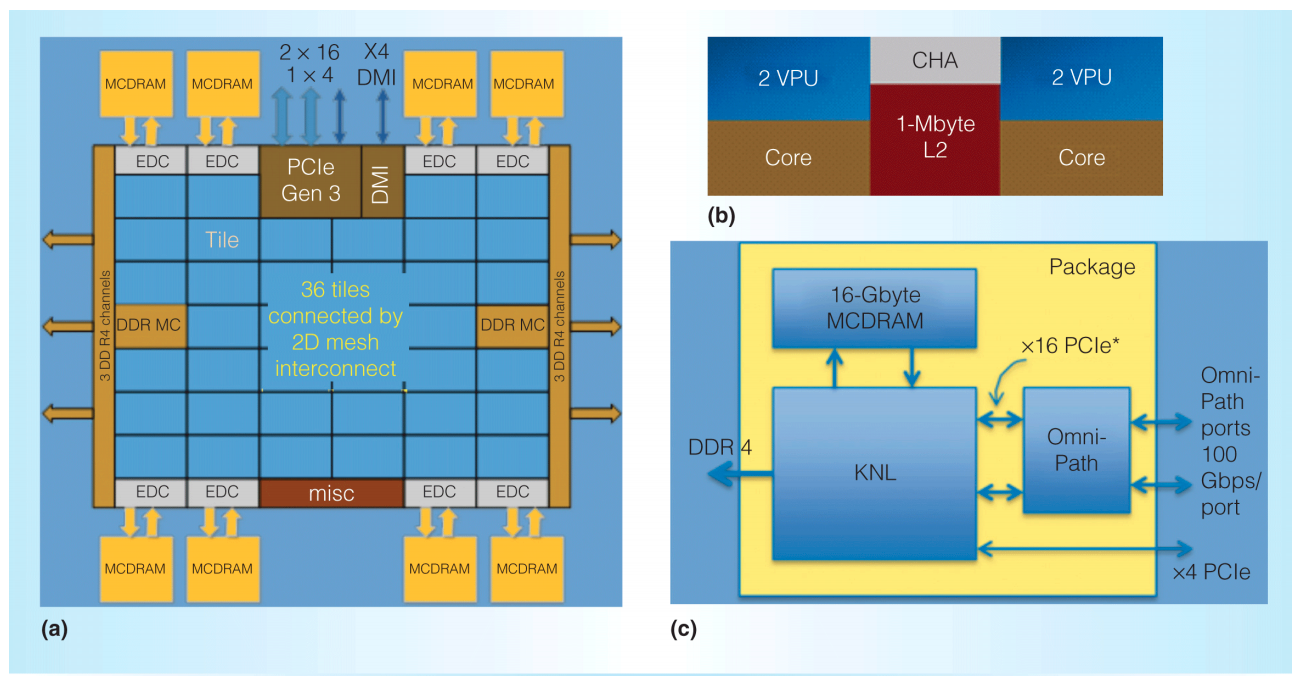 2 × 16
1 × 4
X4
DMI
MCDRAM
MCDRAM
MCDRAM
MCDRAM
EDC
EDC
PCIe
Gen 3
DMI
EDC
EDC
Tile
3 DD R4 channels
DDR MC
36 tiles
connected by
2D mesh
interconnect
DDR MC
3 DD R4 channels
EDC
EDC
misc
EDC
EDC
MCDRAM
MCDRAM
MCDRAM
MCDRAM
(a)
2 VPU
CHA
2 VPU
Core
1-Mbyte
L2
Core
(b)
Package
16-Gbyte
MCDRAM
×16 PCIe*
DDR 4
KNL
Omni-
Path
Omni-
Path
ports
100
Gbps/
port
×4 PCIe
(c)